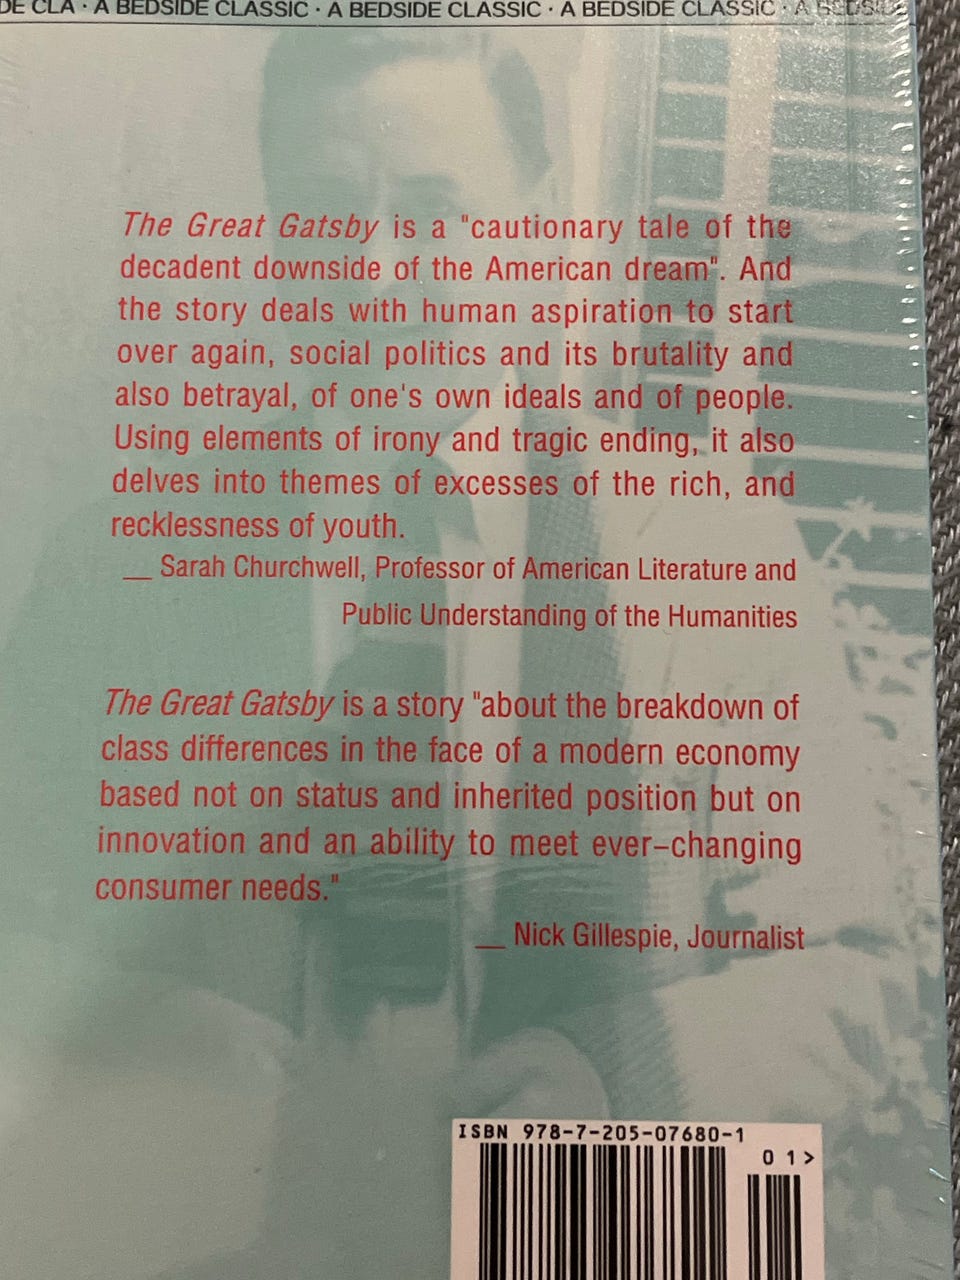 DE CLA · A BEDSIDE CLASSIC · A BEDSIDE CLASSIC · A BEDSIDE CLASSIC · A BEDSIDE
The Great Gatsby is a "cautionary tale of the
decadent downside of the American dream". And
the story deals with human aspiration to start
over again, social politics and its brutality and
also betrayal, of one's own ideals and of people.
Using elements of irony and tragic ending, it also
delves into themes of excesses of the rich, and
recklessness of youth.
__ Sarah Churchwell, Professor of American Literature and
Public Understanding of the Humanities
The Great Gatsby is a story "about the breakdown of
class differences in the face of a modern economy
based not on status and inherited position but on
innovation and an ability to meet ever–changing
consumer needs."
__ Nick Gillespie, Journalist
ISBN 978-7-205-07680-1
01>